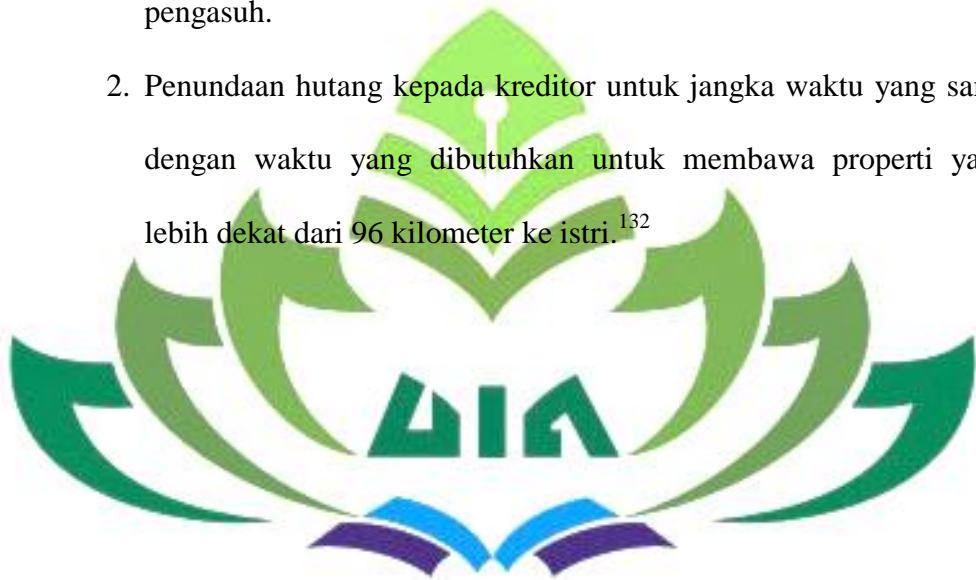 pengasuh.
2. Penundaan hutang kepada kreditor untuk jangka waktu yang
dengan waktu yang dibutuhkan untuk membawa properti
lebih dekat dari 96 kilometer ke istri.132
UIN